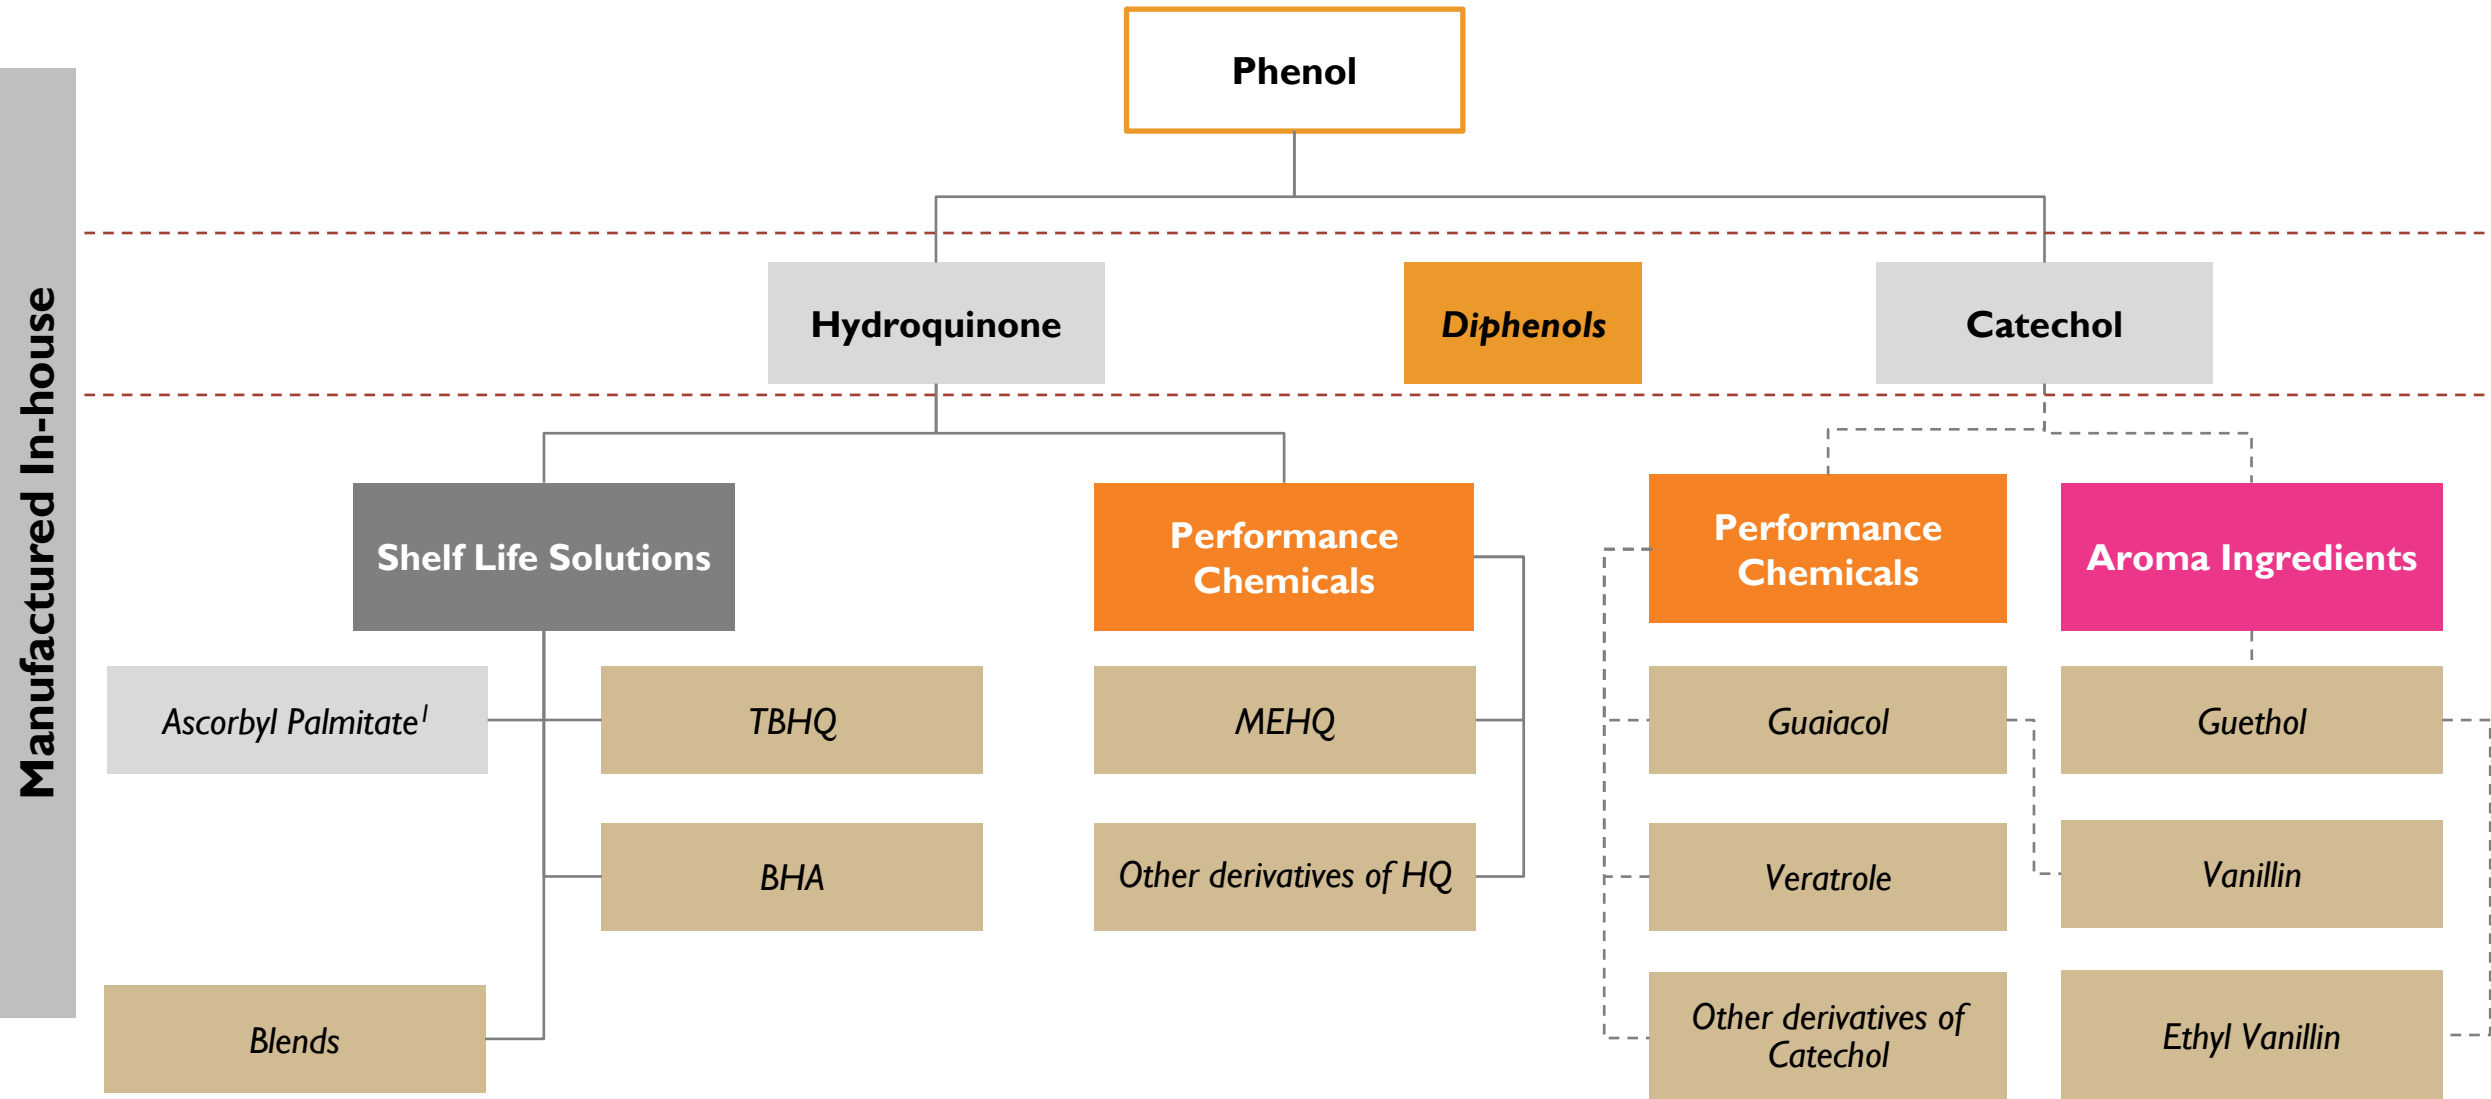 Phenol
Manufactured In-house
Hydroquinone
Diphenols
Catechol
Shelf Life Solutions
Performance
Chemicals
Performance
Chemicals
Aroma Ingredients
Ascorbyl Palmitate¹
TBHQ
MEHQ
Guaiacol
Guethol
BHA
Other derivatives of HQ
Veratrole
Vanillin
Blends
Other derivatives of
Catechol
Ethyl Vanillin